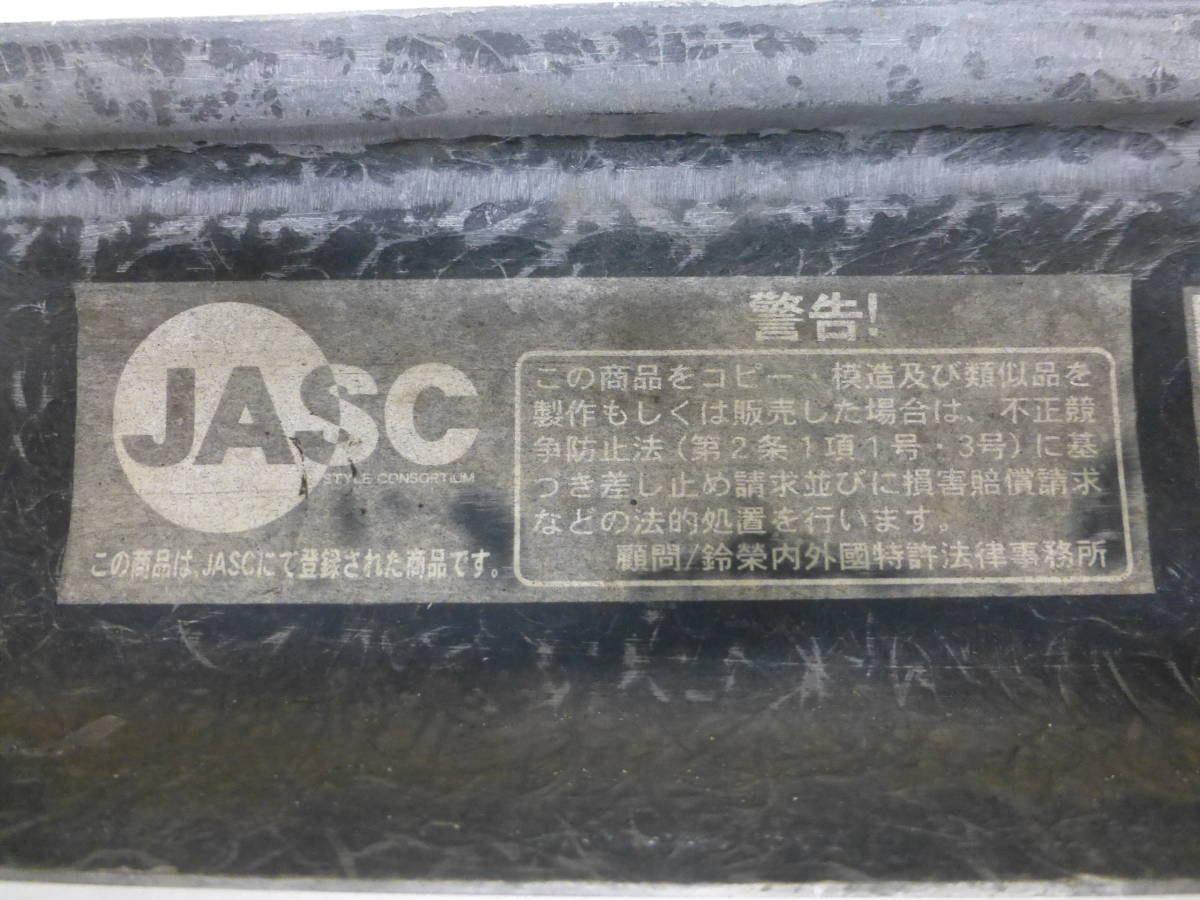 JASC
STYLE CONSORTIUM
この商品は、JASCにて登録された商品です。
警告!
この商品をコピー、模造及び類似品を
製作もしくは販売した場合は、不正競
争防止法(第2条1項1号・3号)に基
づき差し止め請求並びに損害賠償請求
などの法的処置を行います。
顧問/鈴榮内外國特許法律事務所